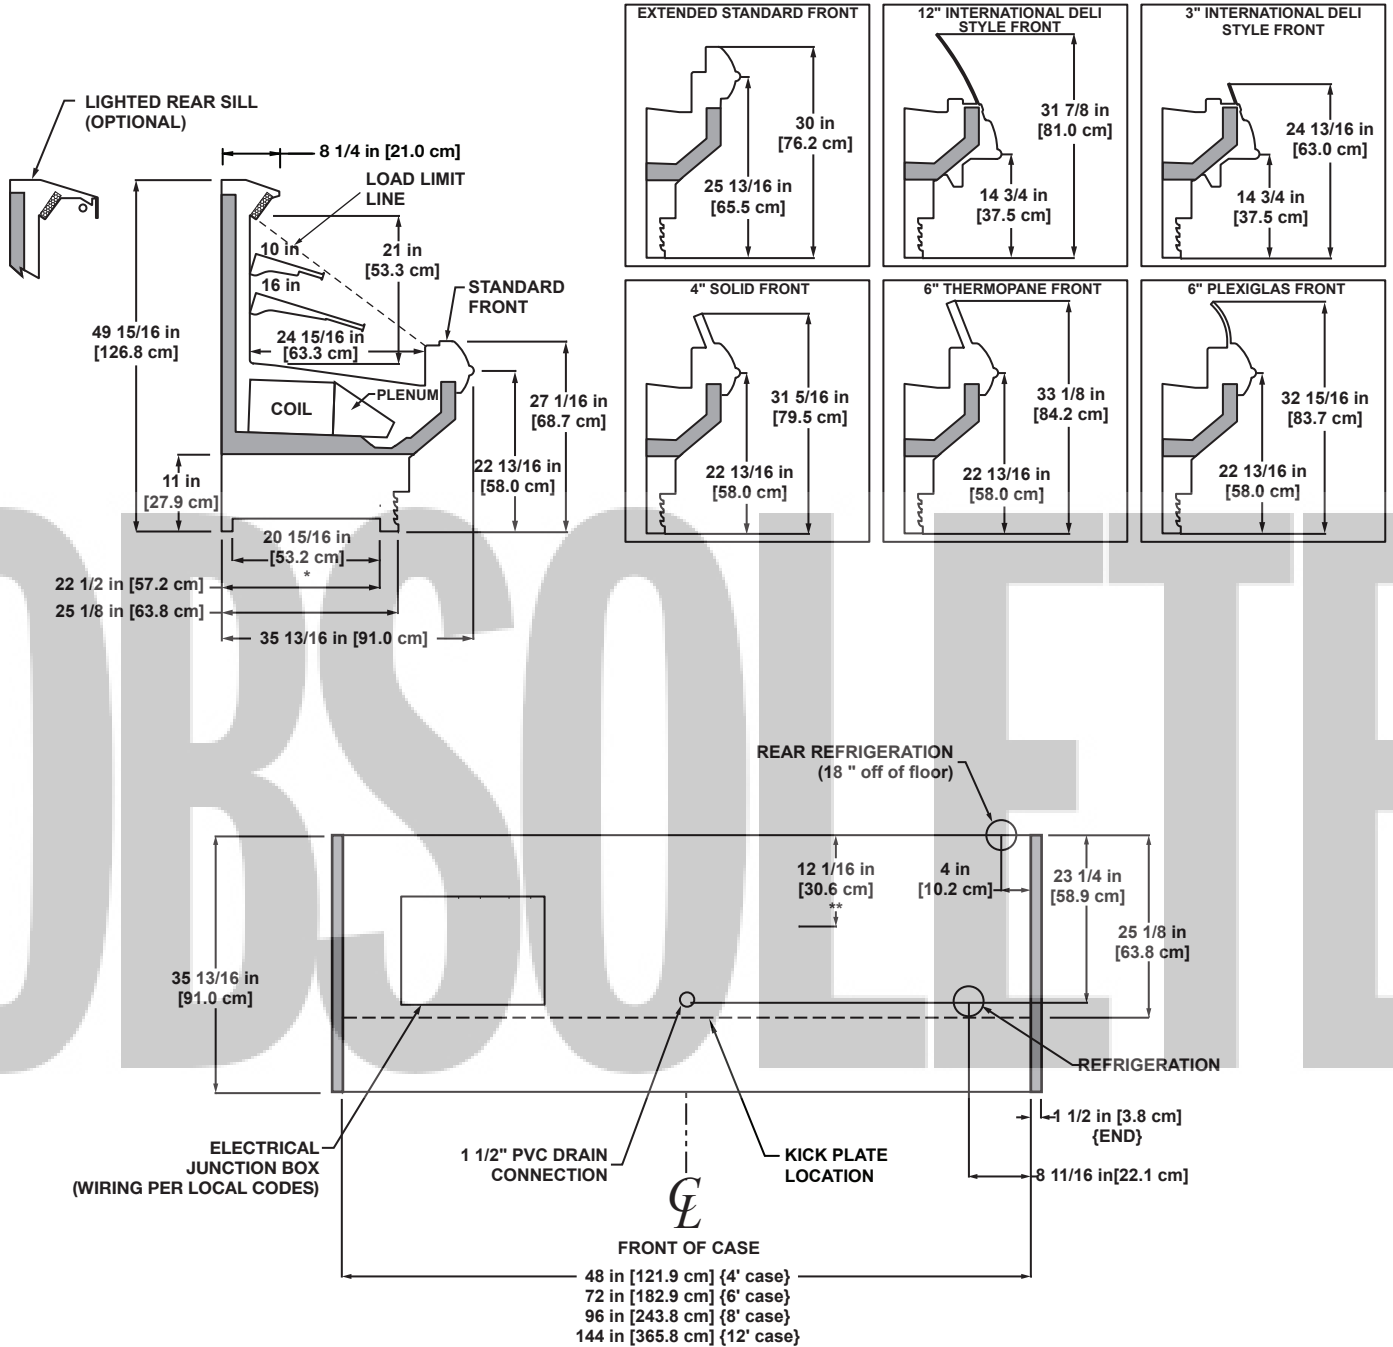 EXTENDED STANDARD FRONT
30 in
[76.2 cm]
25 13/16 in
[65.5 cm]
12" INTERNATIONAL DELI
STYLE FRONT
31 7/8 in
[81.0 cm]
14 3/4 in
[37.5 cm]
3" INTERNATIONAL DELI
STYLE FRONT
24 13/16 in
[63.0 cm]
14 3/4 in
[37.5 cm]
LIGHTED REAR SILL
(OPTIONAL)
8 1/4 in [21.0 cm]
LOAD LIMIT
LINE
10 in
16 in
21 in
[53.3 cm]
STANDARD
FRONT
49 15/16 in
[126.8 cm]
24 15/16 in
[63.3 cm]
COIL
PLENUM
27 1/16 in
[68.7 cm]
22 13/16 in
[58.0 cm]
11 in
[27.9 cm]
20 15/16 in
[53.2 cm]
*
22 1/2 in [57.2 cm]
25 1/8 in [63.8 cm]
35 13/16 in [91.0 cm]
4" SOLID FRONT
31 5/16 in
[79.5 cm]
22 13/16 in
[58.0 cm]
6" THERMOPANE FRONT
33 1/8 in
[84.2 cm]
22 13/16 in
[58.0 cm]
6" PLEXIGLAS FRONT
32 15/16 in
[83.7 cm]
22 13/16 in
[58.0 cm]
OBSOLETE
REAR REFRIGERATION
(18 " off of floor)
12 1/16 in
[30.6 cm]
**
4 in
[10.2 cm]
23 1/4 in
[58.9 cm]
25 1/8 in
[63.8 cm]
35 13/16 in
[91.0 cm]
REFRIGERATION
1 1/2 in [3.8 cm]
{END}
8 11/16 in[22.1 cm]
ELECTRICAL
JUNCTION BOX
(WIRING PER LOCAL CODES)
1 1/2" PVC DRAIN
CONNECTION
KICK PLATE
LOCATION
CL
FRONT OF CASE
48 in [121.9 cm] {4' case}
72 in [182.9 cm] {6' case}
96 in [243.8 cm] {8' case}
144 in [365.8 cm] {12' case}